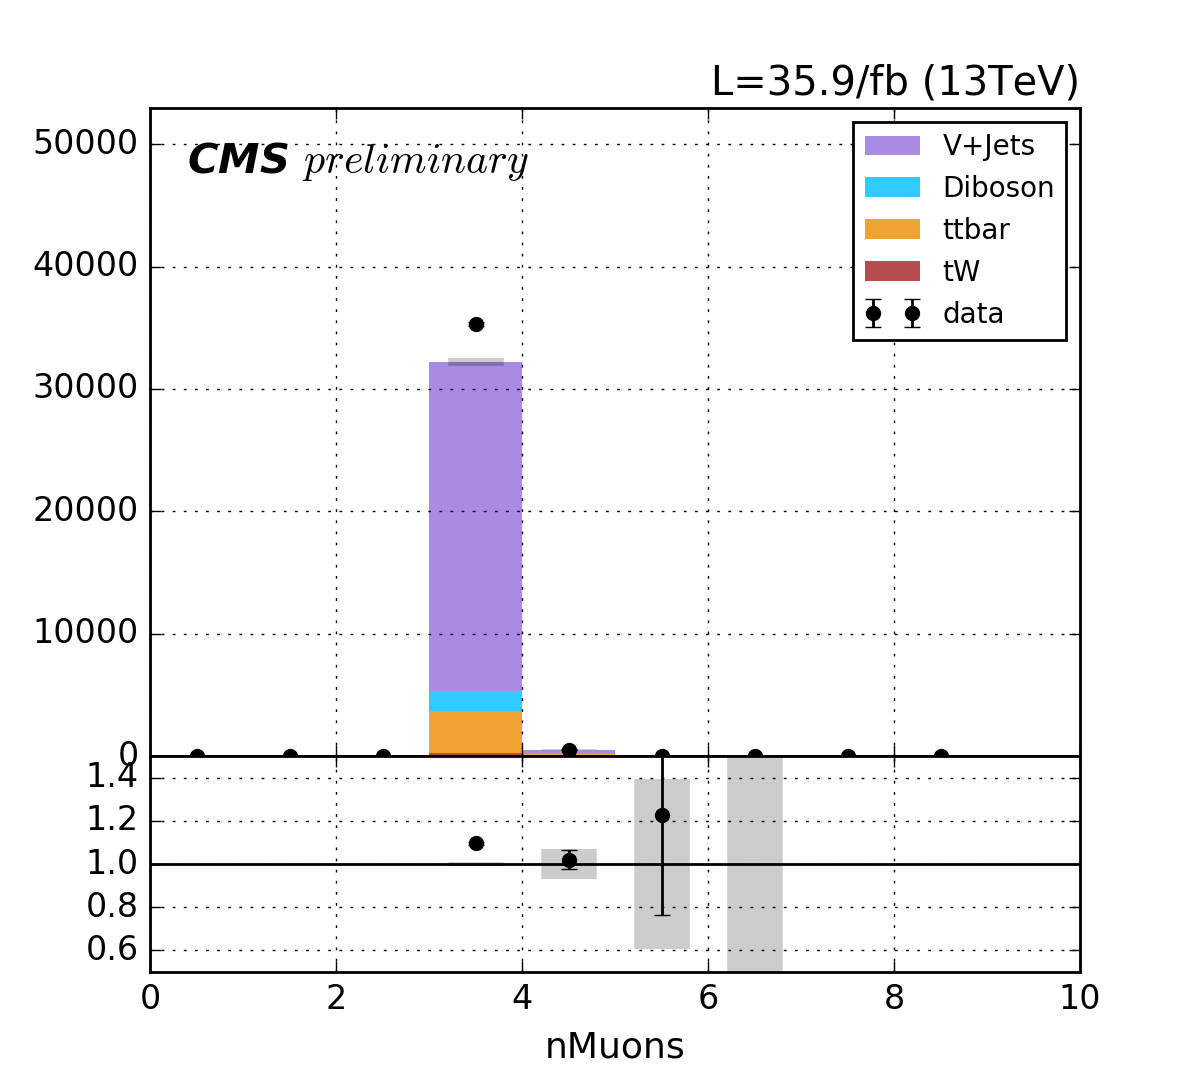 L=35.9/fb (13TeV)
CMS preliminary
V+Jets
Diboson
ttbar
tW
data
50000
40000
30000
20000
10000
0
1.4
1.2
1.0
0.8
0.6
0 2 4 6 8 10
nMuons